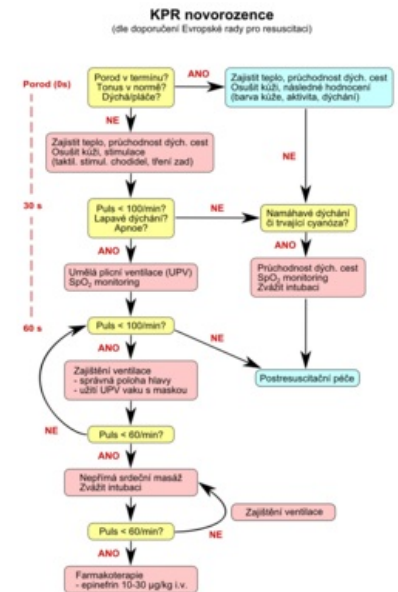 KPR novorozence
(dle doporučení Evropské rady pro resuscitaci)
Porod (0s)
Porod v termínu?
Tonus v normě?
Dýchá/pláče?
ANO
Zajistit teplo, průchodnost dých. cest
Osušit kůži, následné hodnocení
(barva kůže, aktivita, dýchání)
NE
Zajistit teplo, průchodnost dých. cest
Osušit kůži, stimulace
(taktil. stimul. chodidel, tření zad)
NE
30 s
Puls < 100/min?
Lapavé dýchání?
Apnoe?
NE
Namáhavé dýchání
či trvající cyanóza?
ANO
ANO
Umělá plicní ventilace (UPV)
SpO₂ monitoring
Průchodnost dých. cest
SpO₂ monitoring
Zvážit intubaci
60 s
Puls < 100/min?
NE
ANO
Zajištění ventilace
- správná poloha hlavy
- užití UPV vaku s maskou
Postresuscitační péče
NE
Puls < 60/min?
ANO
Nepřímá srdeční masáž
Zvážit intubaci
Zajištění ventilace
Puls < 60/min?
NE
ANO
Farmakoterapie
- epinefrin 10-30 µg/kg i.v.